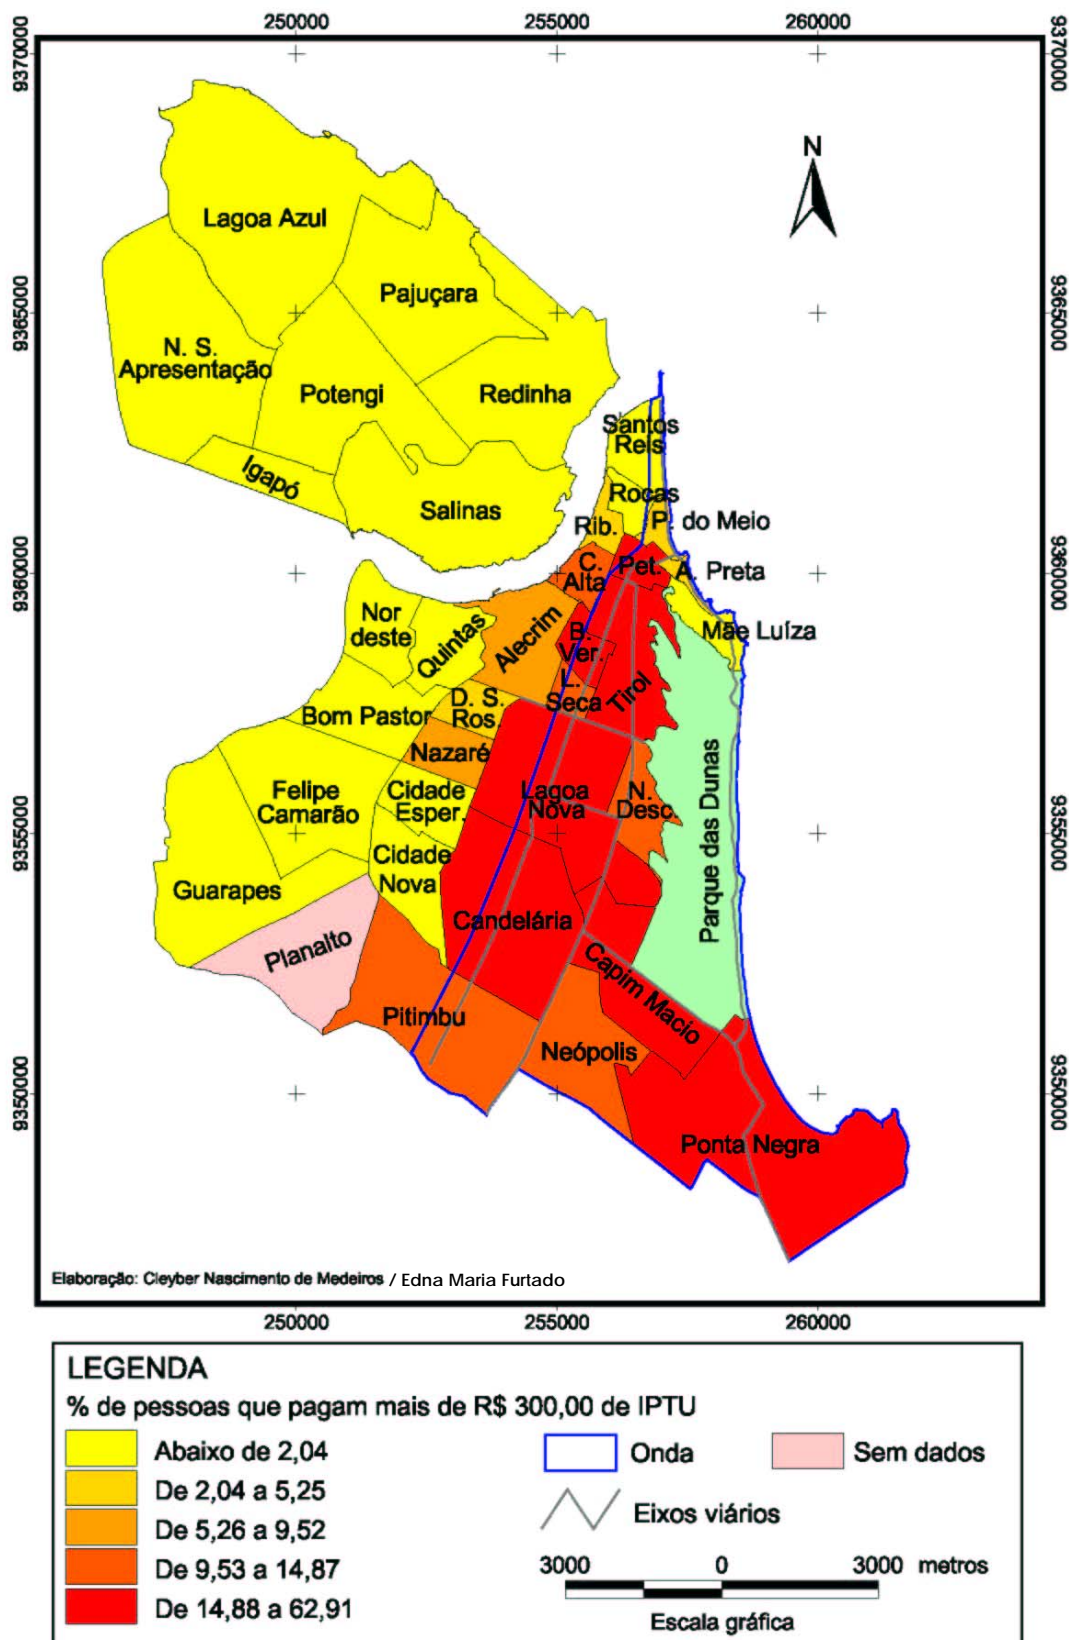 250000 255000 260000
9370000 9370000
N
Lagoa Azul
Pajuçara
9365000 9365000
N. S.
Apresentação
Potengi
Redinha
Santos
Reis
Igapó
Rocas
Salinas
Rib.
P. do Meio
9360000 9360000
C.
Alta
Pet.
A. Preta
Nor
deste
Quintas
Alecrim
B.
Ver.
Mãe Luíza
L.
Seca
Tirol
D. S.
Ros.
Bom Pastor
Nazaré
Felipe
Camarão
Cidade
Esper.
Lagoa
Nova
N.
Desc.
Parque das Dunas
9355000 9355000
Cidade
Nova
Guarapes
Candelária
Planalto
Capim Macio
Pitimbu
Neópolis
9350000 9350000
Ponta Negra
Elaboração: Cleyber Nascimento de Medeiros / Edna Maria Furtado
250000 255000 260000
LEGENDA
% de pessoas que pagam mais de R$ 300,00 de IPTU
Abaixo de 2,04
De 2,04 a 5,25
De 5,26 a 9,52
De 9,53 a 14,87
De 14,88 a 62,91
Onda
Sem dados
Eixos viários
3000 0 3000 metros
Escala gráfica